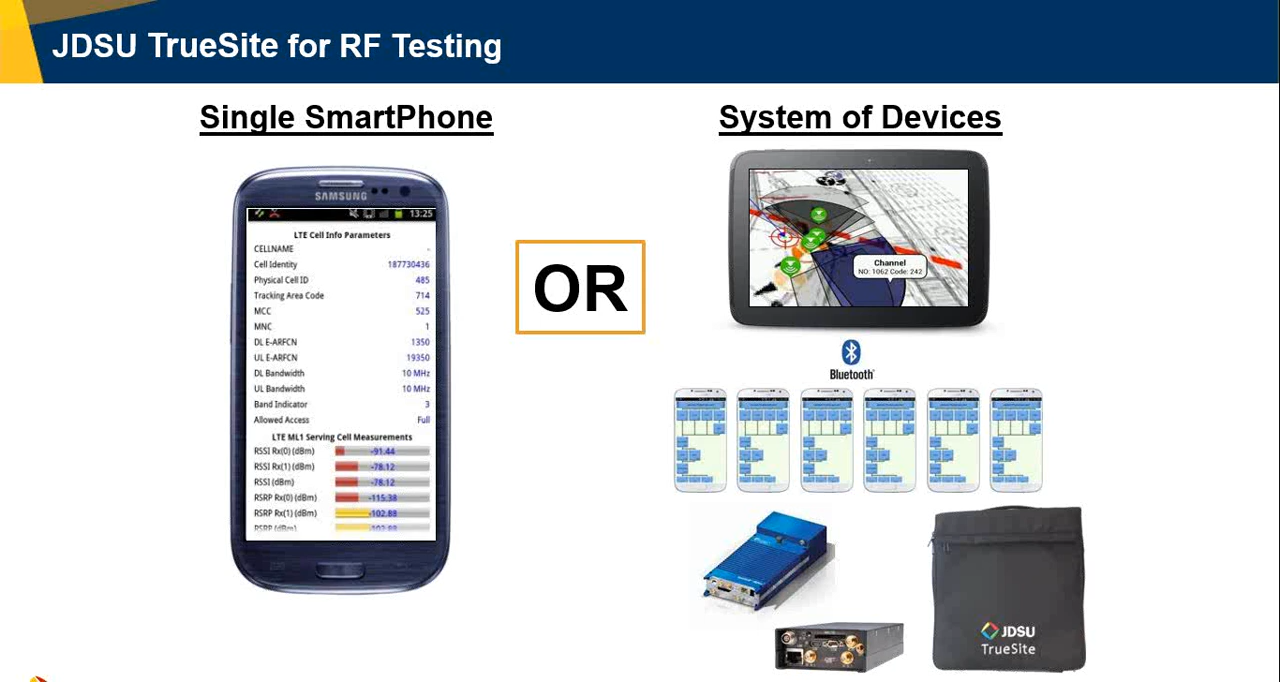 JDSU TrueSite for RF Testing
Single SmartPhone
System of Devices
SAMSUNG
13:25
LTE Cell Info Parameters
CELLNAME -
Cell Identity 187730436
Physical Cell ID 485
Tracking Area Code 714
MCC 525
MNC 1
DL E-ARFCN 1350
UL E-ARFCN 19350
DL Bandwidth 10 MHz
UL Bandwidth 10 MHz
Band Indicator 3
Allowed Access Full
LTE ML1 Serving Cell Measurements
RSSI Rx(0) (dBm) -91.44
RSSI Rx(1) (dBm) -78.12
RSSI (dBm) -78.12
RSRP Rx(0) (dBm) -115.38
RSRP Rx(1) (dBm) -102.88
RSRP (dBm) -102.88
OR
Channel
NO: 1062 Code: 242
Bluetooth
JDSU
TrueSite